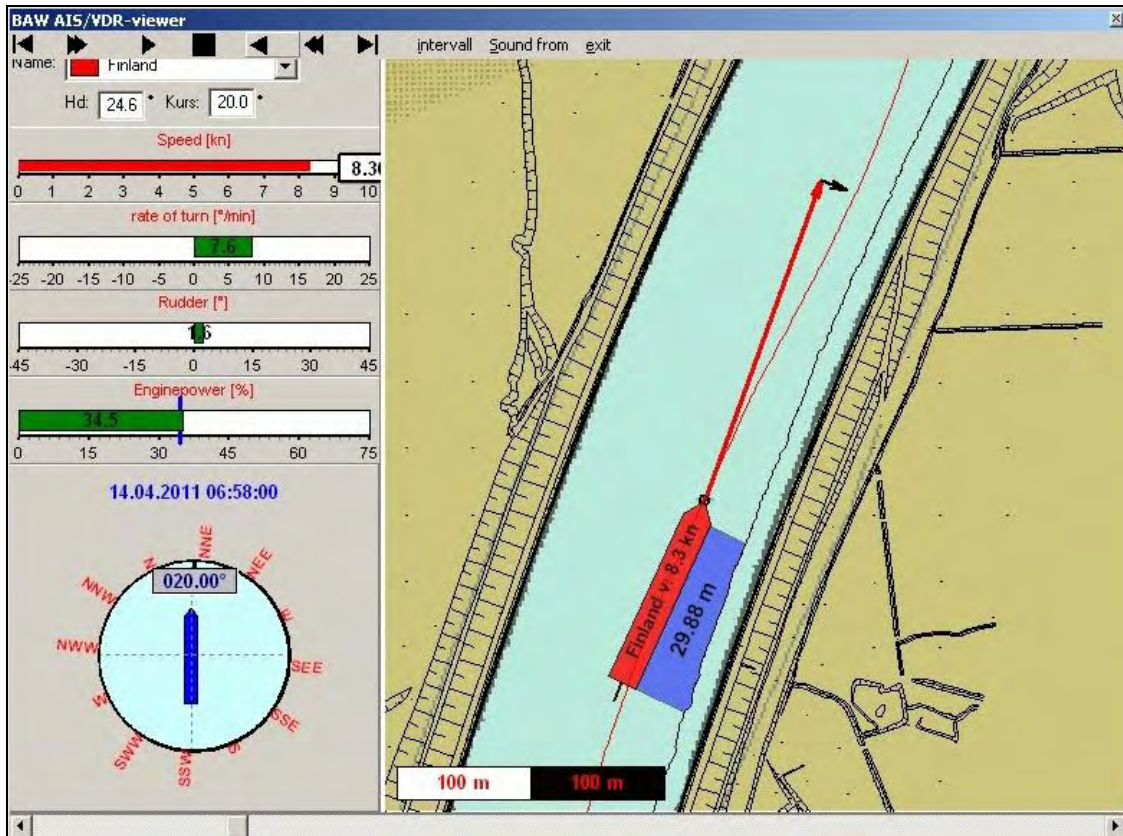 BAW AIS/VDR-viewer
intervall Sound from exit
Name: Finland
Hd: 24.6 ° Kurs: 20.0 °
Speed [kn]
8.30
0 1 2 3 4 5 6 7 8 9 10
rate of turn [°/min]
7.6
-25 -20 -15 -10 -5 0 5 10 15 20 25
Rudder [°]
1.6
-45 -30 -15 0 15 30 45
Enginepower [%]
34.5
0 15 30 45 60 75
14.04.2011 06:58:00
N NNE NEE E SEE SSE S SSW SWW W NWW NNW
020.00°
Finland v: 8.3 kn
29.88 m
100 m 100 m